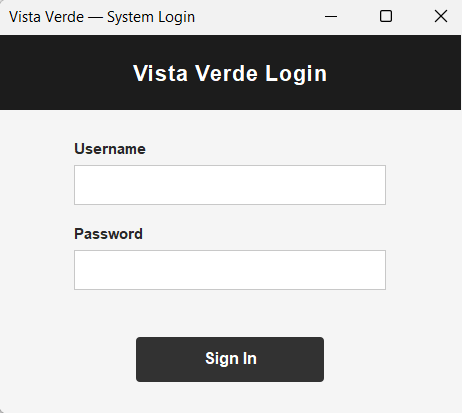 Vista Verde — System Login
Vista Verde Login
Username
Password
Sign In